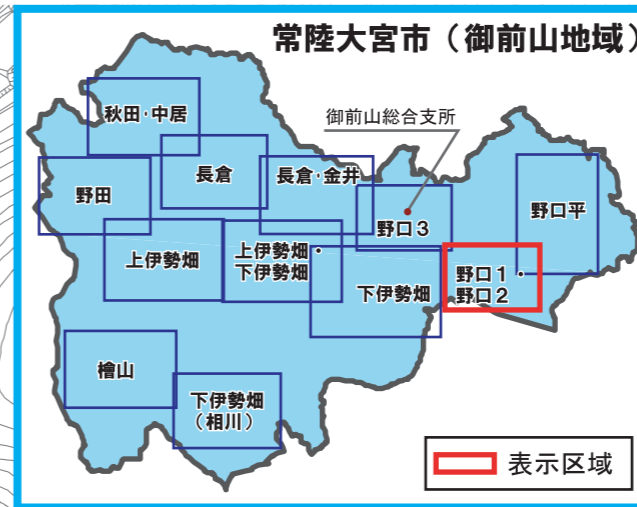 常陸大宮市（御前山地域）
秋田・中居
御前山総合支所
長倉
長倉・金井
野田
野口平
野口３
上伊勢畑
上伊勢畑・
下伊勢畑
下伊勢畑
野口１・
野口２
檜山
下伊勢畑
（相川）
表示区域